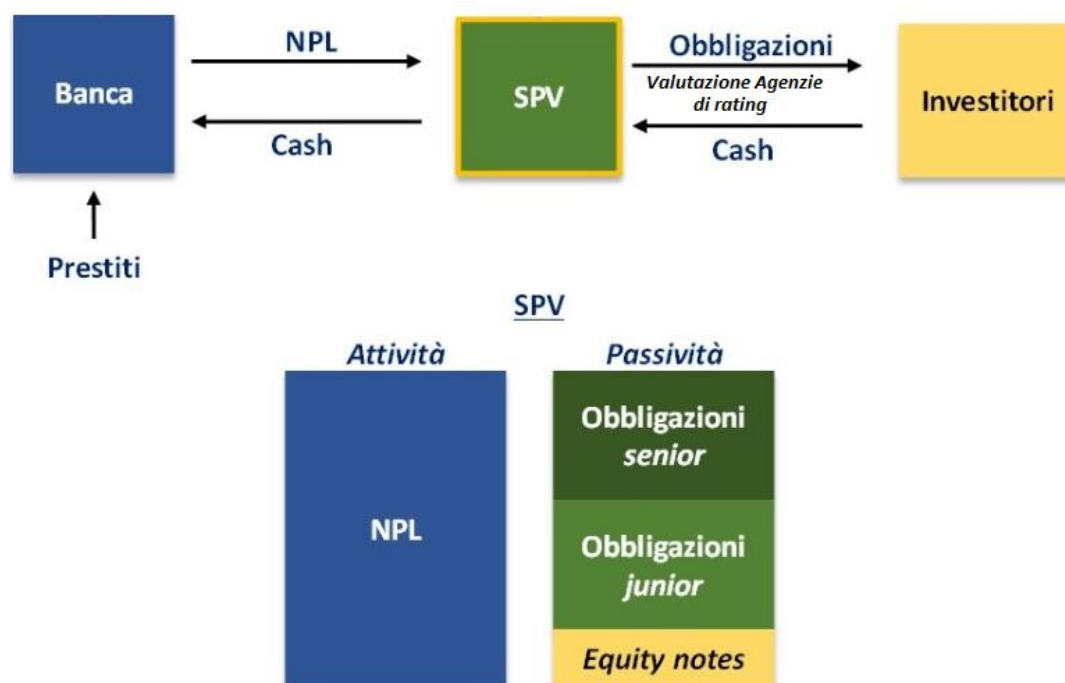 NPL
Obbligazioni
Banca
SPV
Valutazione Agenzie
di rating
Investitori
Cash
Cash
Prestiti
SPV
Attività
Passività
Obbligazioni
senior
NPL
Obbligazioni
junior
Equity notes